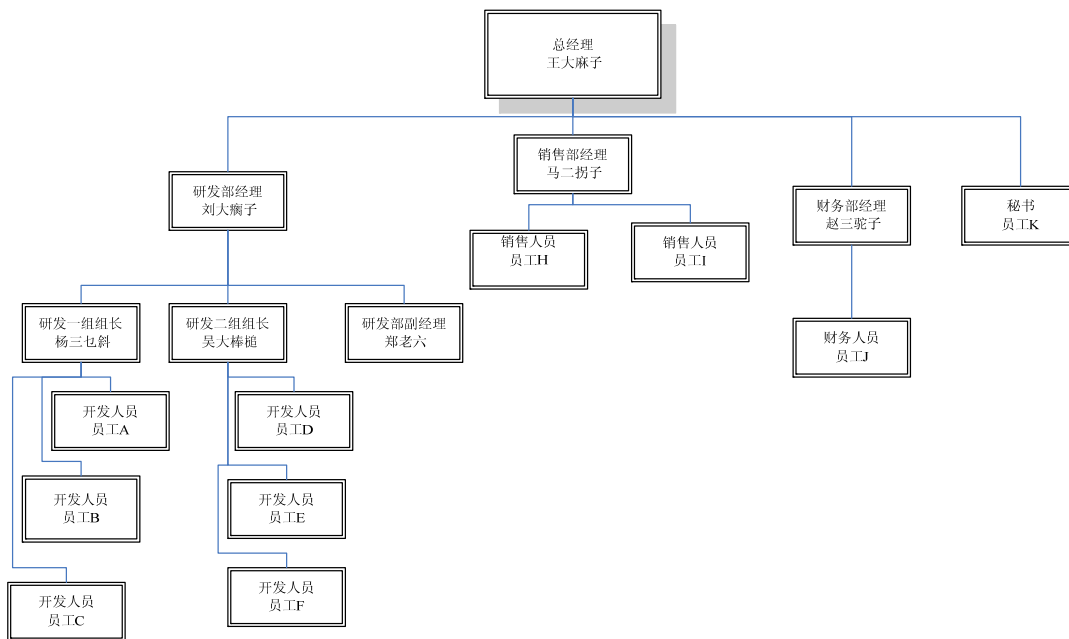 总经理
王大麻子
销售部经理
马二拐子
研发部经理
刘大瘸子
财务部经理
赵三驼子
秘书
员工K
销售人员
员工H
销售人员
员工I
研发一组组长
杨三乜斜
研发二组组长
吴大棒槌
研发部副经理
郑老六
财务人员
员工J
开发人员
员工A
开发人员
员工D
开发人员
员工B
开发人员
员工E
开发人员
员工C
开发人员
员工F